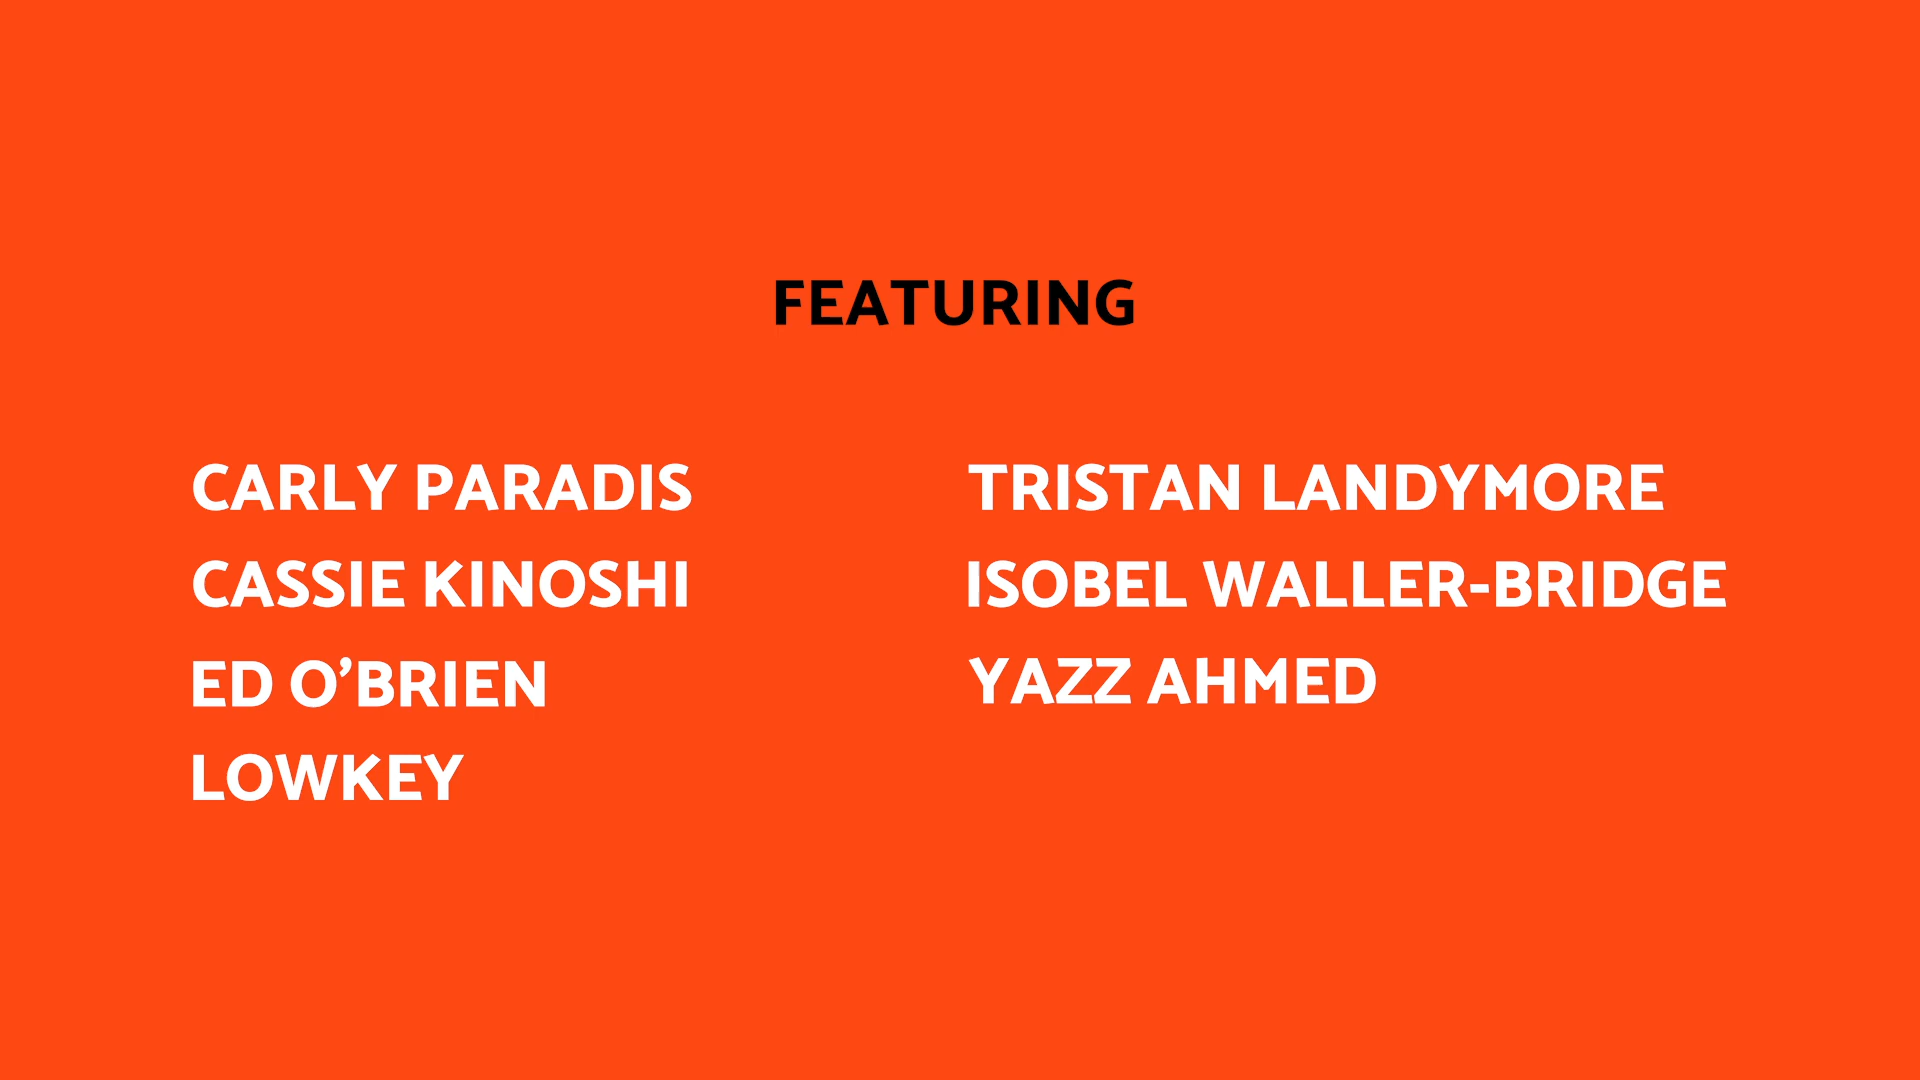 FEATURING
CARLY PARADIS
CASSIE KINOSHI
ED O’BRIEN
LOWKEY
TRISTAN LANDYMORE
ISOBEL WALLER-BRIDGE
YAZZ AHMED